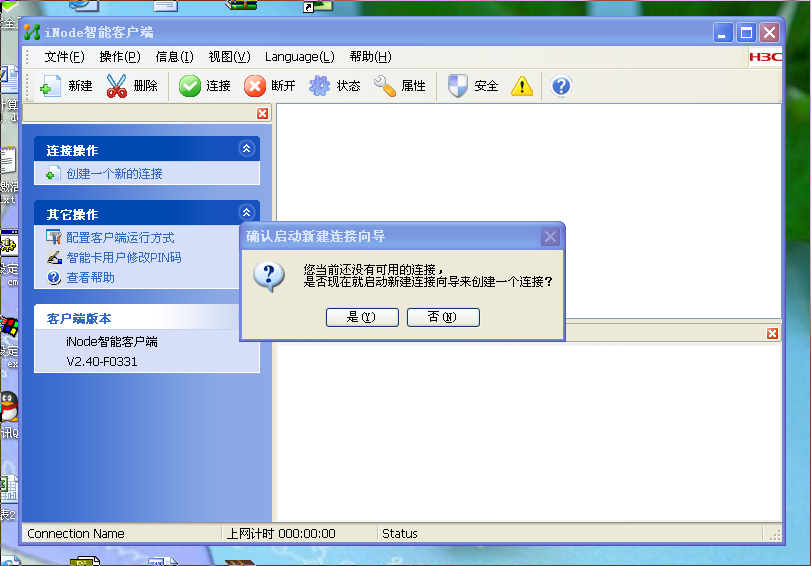 iNode智能客户端
文件(F) 操作(P) 信息(I) 视图(V) Language(L) 帮助(H)
H3C
新建 删除 连接 断开 状态 属性 安全
连接操作
创建一个新的连接
其它操作
配置客户端运行方式
智能卡用户修改PIN码
查看帮助
客户端版本
iNode智能客户端
V2.40-F0331
确认启动新建连接向导
您当前还没有可用的连接，
是否现在就启动新建连接向导来创建一个连接?
是(Y) 否(N)
Connection Name 上网计时 000:00:00 Status